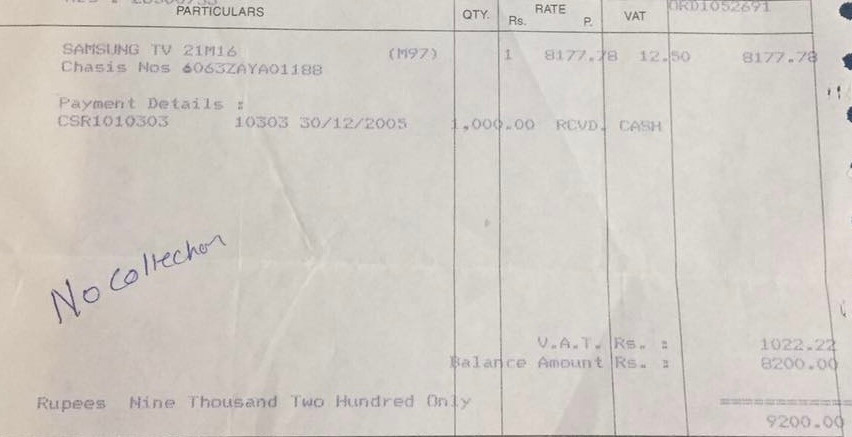 PARTICULARS QTY. RATE Rs. P. VAT ORD1052691
SAMSUNG TV 21M16 (M97) 1 8177.78 12.50 8177.78
Chasis Nos 6063ZAYA01188
Payment Details :
CSR1010303 10303 30/12/2005 1,000.00 RCVD. CASH
No Collection
V.A.T. Rs. : 1022.22
Balance Amount Rs. : 8200.00
Rupees Nine Thousand Two Hundred Only
9200.00